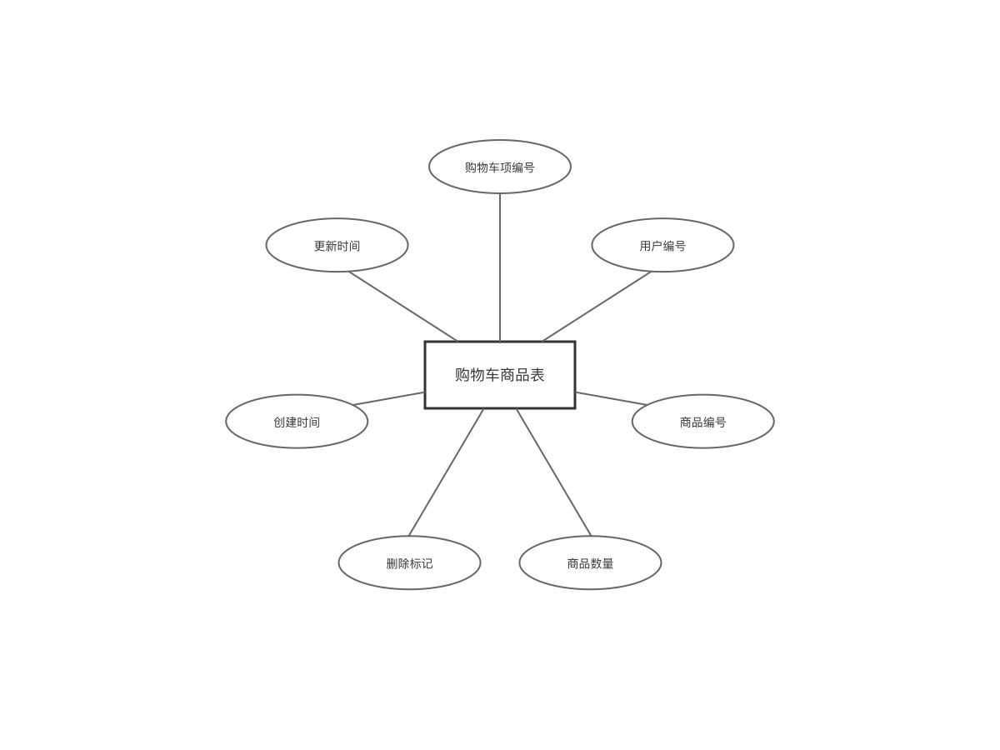 购物车项编号
更新时间
用户编号
购物车商品表
创建时间
商品编号
删除标记
商品数量